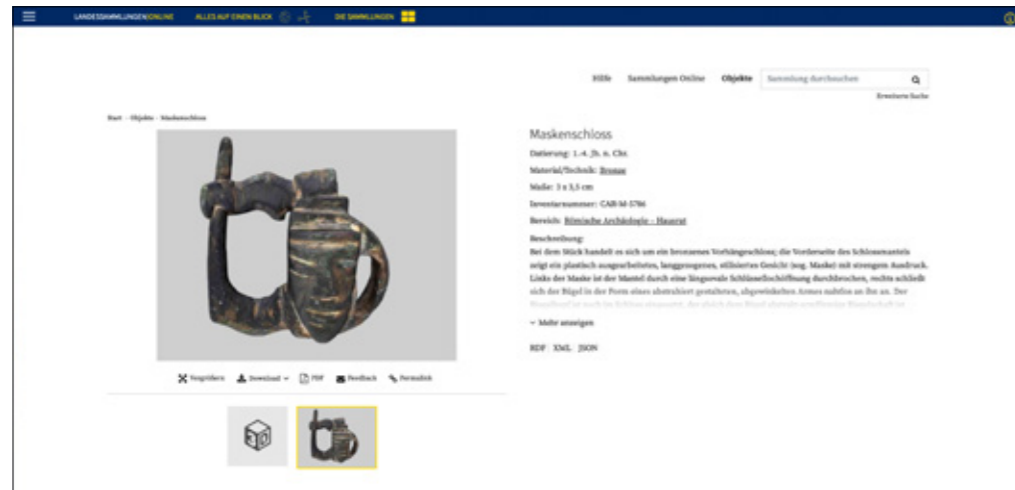 LANDESSAMMLUNGEN|ONLINE ALLES AUF EINEN BLICK DIE SAMMLUNGEN
Hilfe Sammlungen Online Objekte Sammlung durchsuchen
Erweiterte Suche
Start - Objekte - Maskenschloss
Maskenschloss
Datierung: 1.-4. Jh. n. Chr.
Material/Technik: Bronze
Maße: 3 x 3,5 cm
Inventarnummer: CAR-M-5786
Bereich: Römische Archäologie – Hausrat
Beschreibung:
Bei dem Stück handelt es sich um ein bronzenes Vorhängeschloss; die Vorderseite des Schlossmantels
zeigt ein plastisch ausgearbeitetes, langgezogenes, stilisiertes Gesicht (sog. Maske) mit strengem Ausdruck.
Links der Maske ist der Mantel durch eine längsovale Schlüssellochöffnung durchbrochen, rechts schließt
sich der Bügel in der Form eines abstrahiert gestalteten, abgewinkelten Armes nahtlos an ihn an. Der
Mehr anzeigen
RDF XML JSON
Vergrößern Download PDF Feedback Permalink
3D